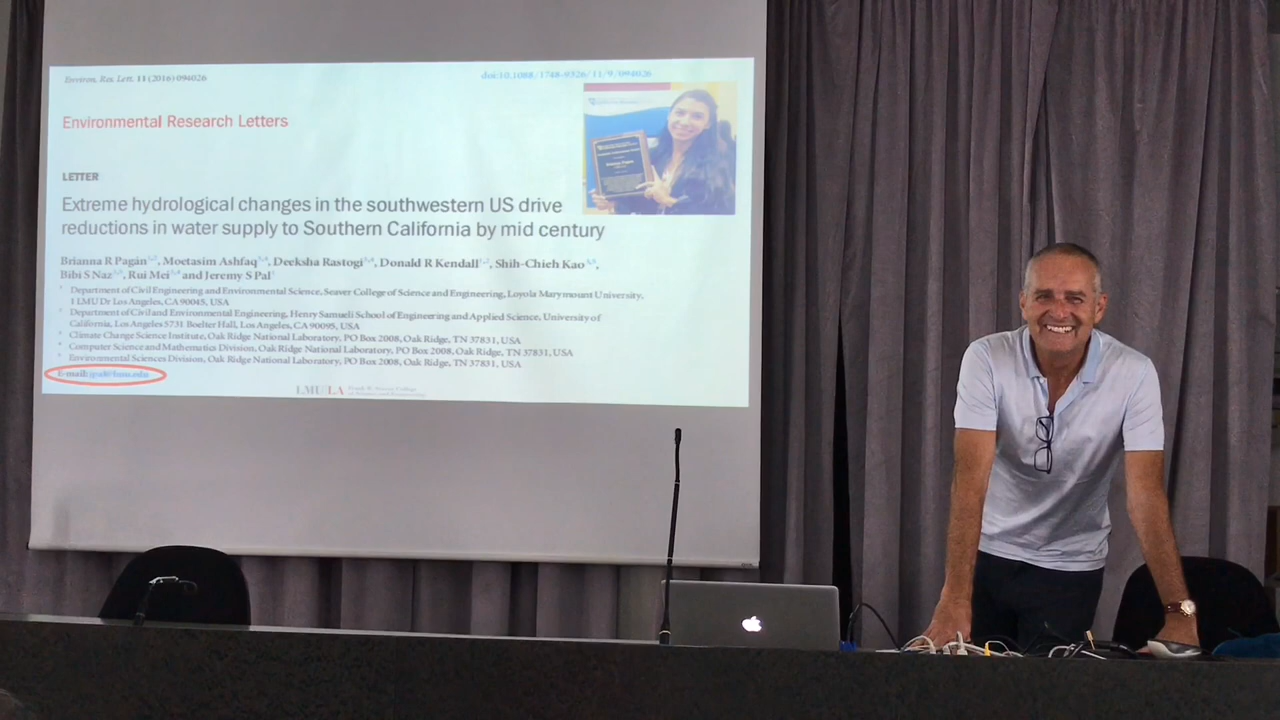 Environ. Res. Lett. 11 (2016) 094026
doi:10.1088/1748-9326/11/9/094026
Environmental Research Letters
LETTER
Extreme hydrological changes in the southwestern US drive
reductions in water supply to Southern California by mid century
Brianna R Pagán, Moetasim Ashfaq, Deeksha Rastogi, Donald R Kendall, Shih-Chieh Kao,
Bibi S Naz, Rui Mei and Jeremy S Pal
Department of Civil Engineering and Environmental Science, Seaver College of Science and Engineering, Loyola Marymount University,
1 LMU Dr Los Angeles, CA 90045, USA
Department of Civil and Environmental Engineering, Henry Samueli School of Engineering and Applied Science, University of
California, Los Angeles 5731 Boelter Hall, Los Angeles, CA 90095, USA
Climate Change Science Institute, Oak Ridge National Laboratory, PO Box 2008, Oak Ridge, TN 37831, USA
Computer Science and Mathematics Division, Oak Ridge National Laboratory, PO Box 2008, Oak Ridge, TN 37831, USA
Environmental Sciences Division, Oak Ridge National Laboratory, PO Box 2008, Oak Ridge, TN 37831, USA
E-mail: jpal@lmu.edu
LMU|LA